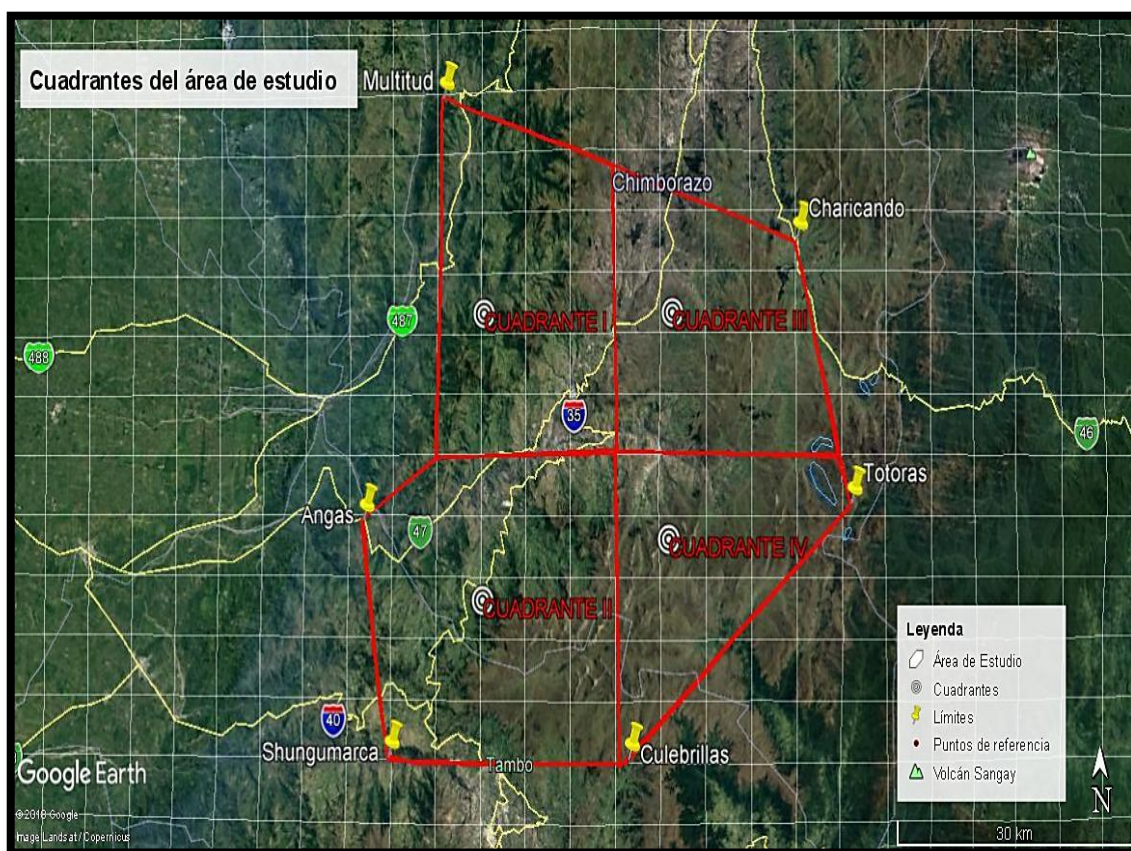 Cuadrantes del área de estudio
Multitud
Chimborazo
Charicando
487
CUADRANTE I
CUADRANTE III
488
35
46
Totoras
Angas
47
CUADRANTE IV
CUADRANTE II
Leyenda
Área de Estudio
Cuadrantes
Límites
Puntos de referencia
Volcán Sangay
40
Shungumarca
Tambo
Culebrillas
Google Earth
© 2018 Google
Image Landsat / Copernicus
N
30 km